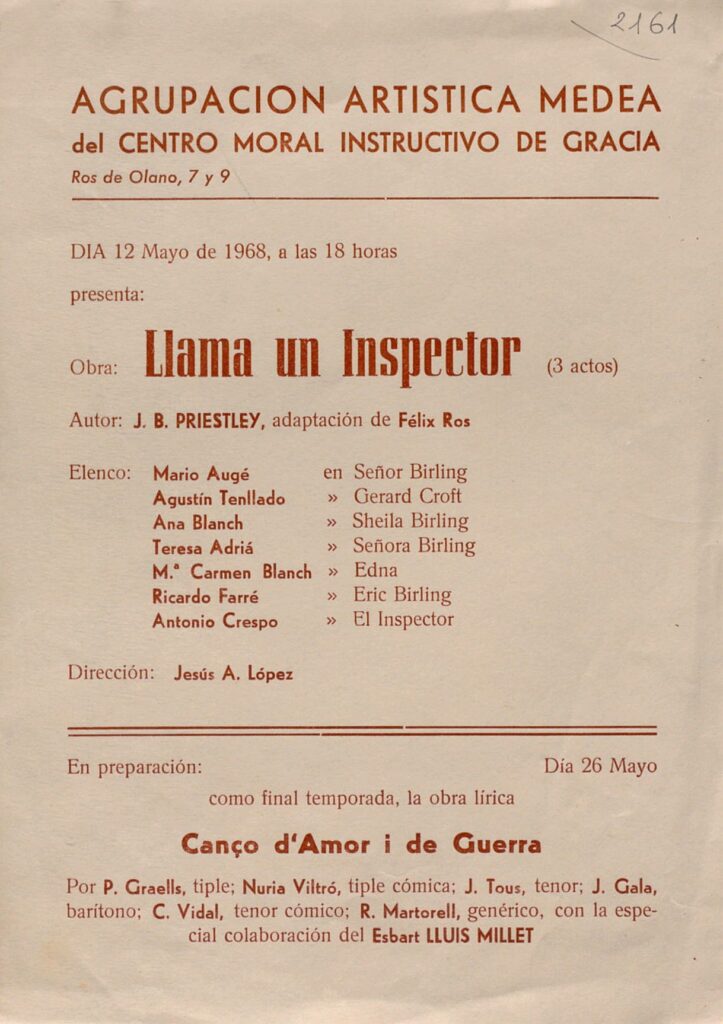 2161
AGRUPACION ARTISTICA MEDEA
del CENTRO MORAL INSTRUCTIVO DE GRACIA
Ros de Olano, 7 y 9
DIA 12 Mayo de 1968, a las 18 horas
presenta:
Obra: Llama un Inspector (3 actos)
Autor: J. B. PRIESTLEY, adaptación de Félix Ros
Elenco: Mario Augé en Señor Birling
Agustín Tenllado » Gerard Croft
Ana Blanch » Sheila Birling
Teresa Adriá » Señora Birling
M.ª Carmen Blanch » Edna
Ricardo Farré » Eric Birling
Antonio Crespo » El Inspector
Dirección: Jesús A. López
En preparación: Día 26 Mayo
como final temporada, la obra lírica
Canço d'Amor i de Guerra
Por P. Graells, tiple; Nuria Viltró, tiple cómica; J. Tous, tenor; J. Gala,
barítono; C. Vidal, tenor cómico; R. Martorell, genérico, con la espe-
cial colaboración del Esbart LLUIS MILLET